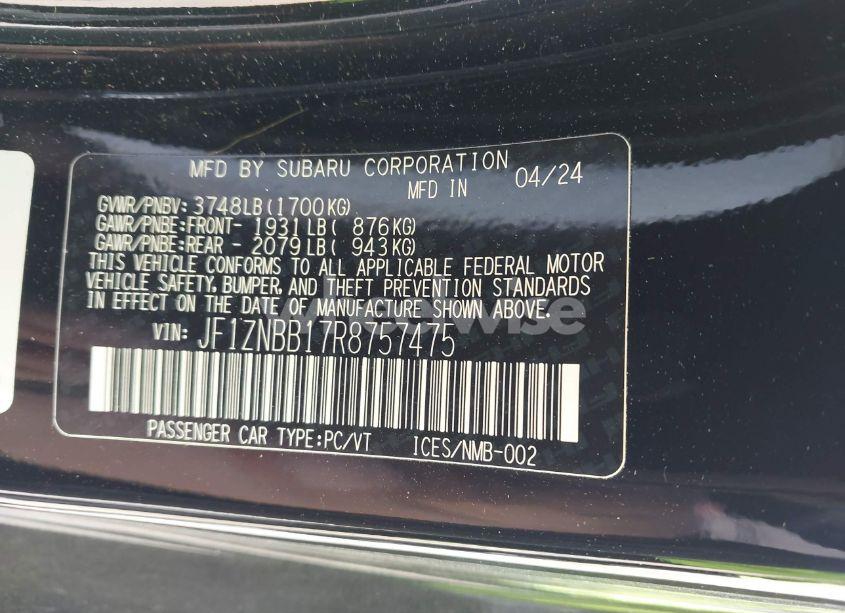 MFD BY SUBARU CORPORATION
MFD IN 04/24
GVWR/PNBV: 3748LB(1700KG)
GAWR/PNBE:FRONT- 1931LB( 876KG)
GAWR/PNBE:REAR - 2079LB( 943KG)
THIS VEHICLE CONFORMS TO ALL APPLICABLE FEDERAL MOTOR
VEHICLE SAFETY, BUMPER, AND THEFT PREVENTION STANDARDS
IN EFFECT ON THE DATE OF MANUFACTURE SHOWN ABOVE.
VIN: JF1ZNBB17R8757475
PASSENGER CAR TYPE:PC/VT ICES/NMB-002